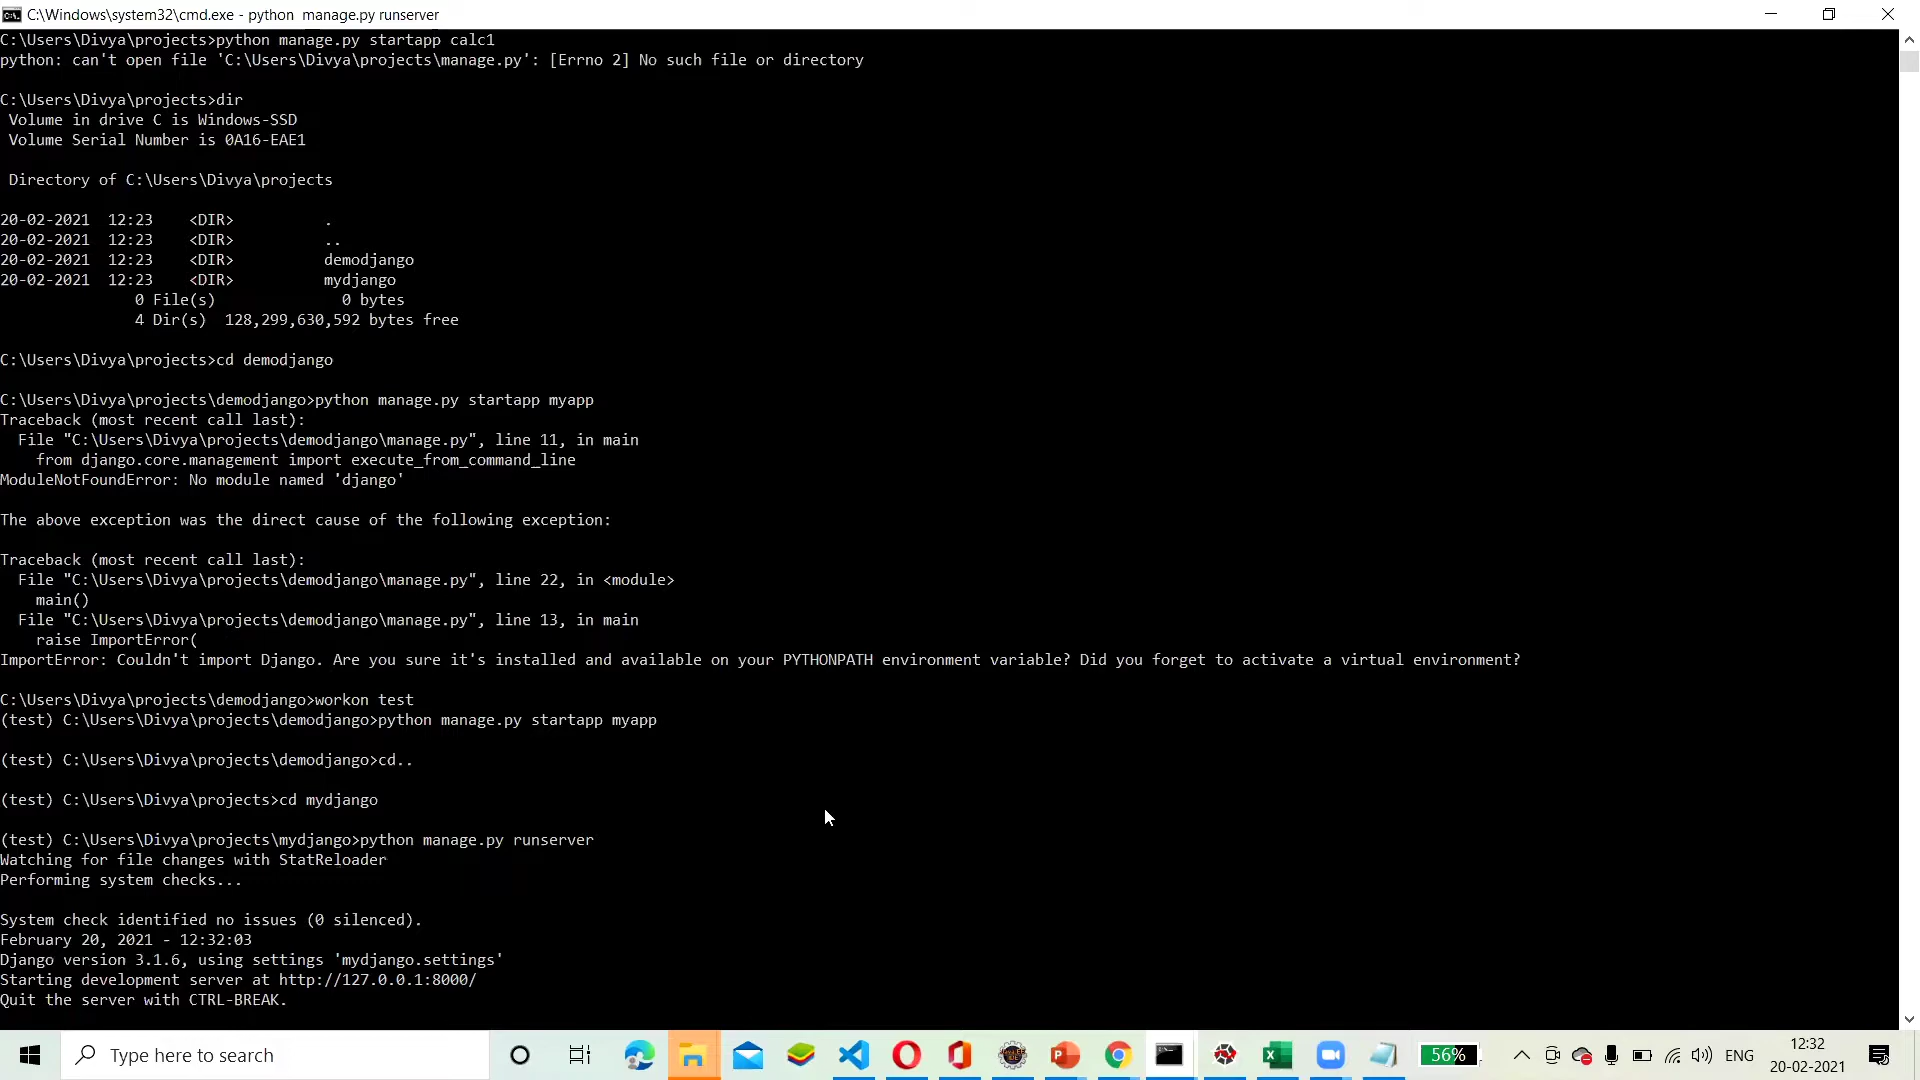 C:\Windows\system32\cmd.exe - python  manage.py runserver
C:\Users\Divya\projects>python manage.py startapp calc1
python: can't open file 'C:\Users\Divya\projects\manage.py': [Errno 2] No such file or directory
C:\Users\Divya\projects>dir
 Volume in drive C is Windows-SSD
 Volume Serial Number is 0A16-EAE1
 Directory of C:\Users\Divya\projects
20-02-2021  12:23    <DIR>          .
20-02-2021  12:23    <DIR>          ..
20-02-2021  12:23    <DIR>          demodjango
20-02-2021  12:23    <DIR>          mydjango
               0 File(s)              0 bytes
               4 Dir(s)  128,299,630,592 bytes free
C:\Users\Divya\projects>cd demodjango
C:\Users\Divya\projects\demodjango>python manage.py startapp myapp
Traceback (most recent call last):
  File "C:\Users\Divya\projects\demodjango\manage.py", line 11, in main
    from django.core.management import execute_from_command_line
ModuleNotFoundError: No module named 'django'
The above exception was the direct cause of the following exception:
Traceback (most recent call last):
  File "C:\Users\Divya\projects\demodjango\manage.py", line 22, in <module>
    main()
  File "C:\Users\Divya\projects\demodjango\manage.py", line 13, in main
    raise ImportError(
ImportError: Couldn't import Django. Are you sure it's installed and available on your PYTHONPATH environment variable? Did you forget to activate a virtual environment?
C:\Users\Divya\projects\demodjango>workon test
(test) C:\Users\Divya\projects\demodjango>python manage.py startapp myapp
(test) C:\Users\Divya\projects\demodjango>cd..
(test) C:\Users\Divya\projects>cd mydjango
(test) C:\Users\Divya\projects\mydjango>python manage.py runserver
Watching for file changes with StatReloader
Performing system checks...
System check identified no issues (0 silenced).
February 20, 2021 - 12:32:03
Django version 3.1.6, using settings 'mydjango.settings'
Starting development server at http://127.0.0.1:8000/
Quit the server with CTRL-BREAK.
Type here to search
56%
ENG
12:32
20-02-2021